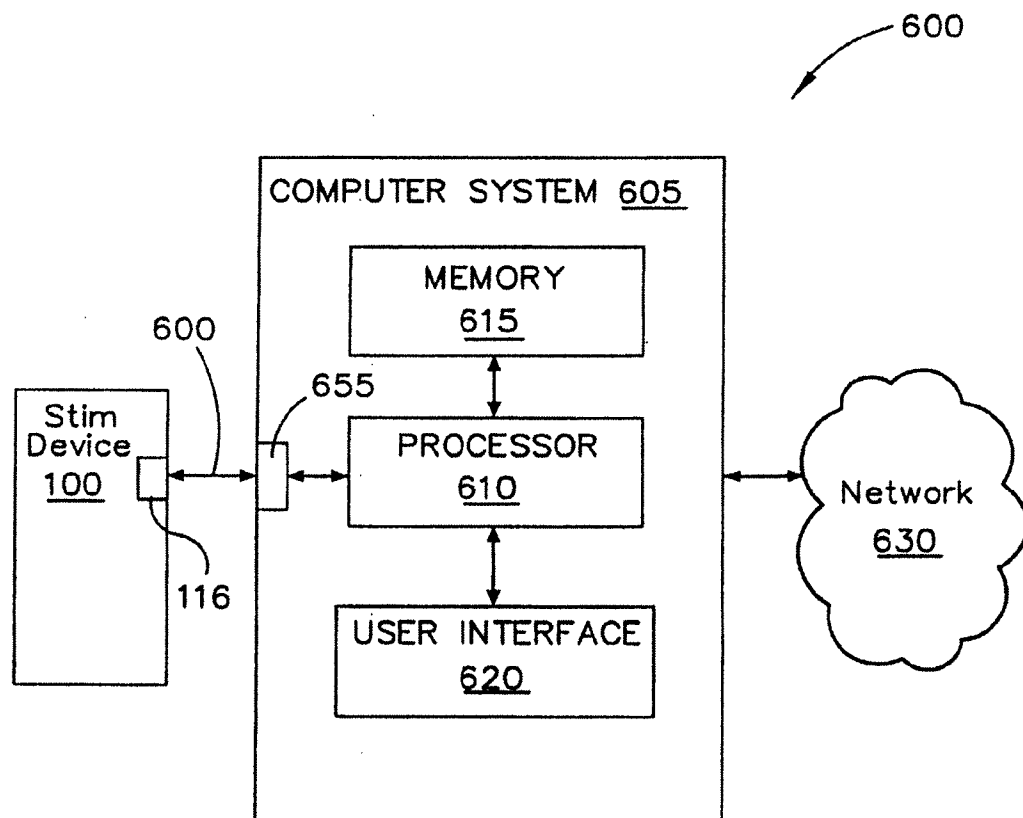 600
COMPUTER SYSTEM 605
MEMORY
615
600
655
Stim
Device
100
PROCESSOR
610
Network
630
116
USER INTERFACE
620